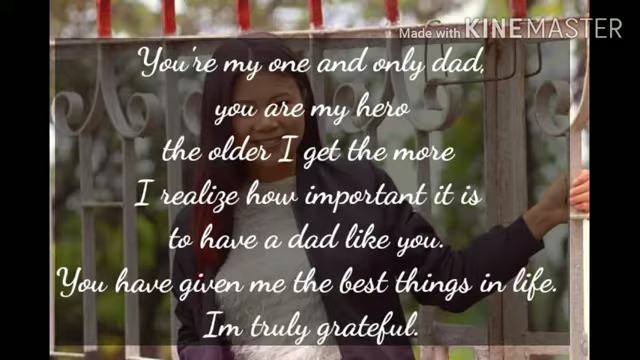 Made with KINEMASTER
You're my one and only dad,
you are my hero
the older I get the more
I realize how important it is
to have a dad like you.
You have given me the best things in life.
Im truly grateful.